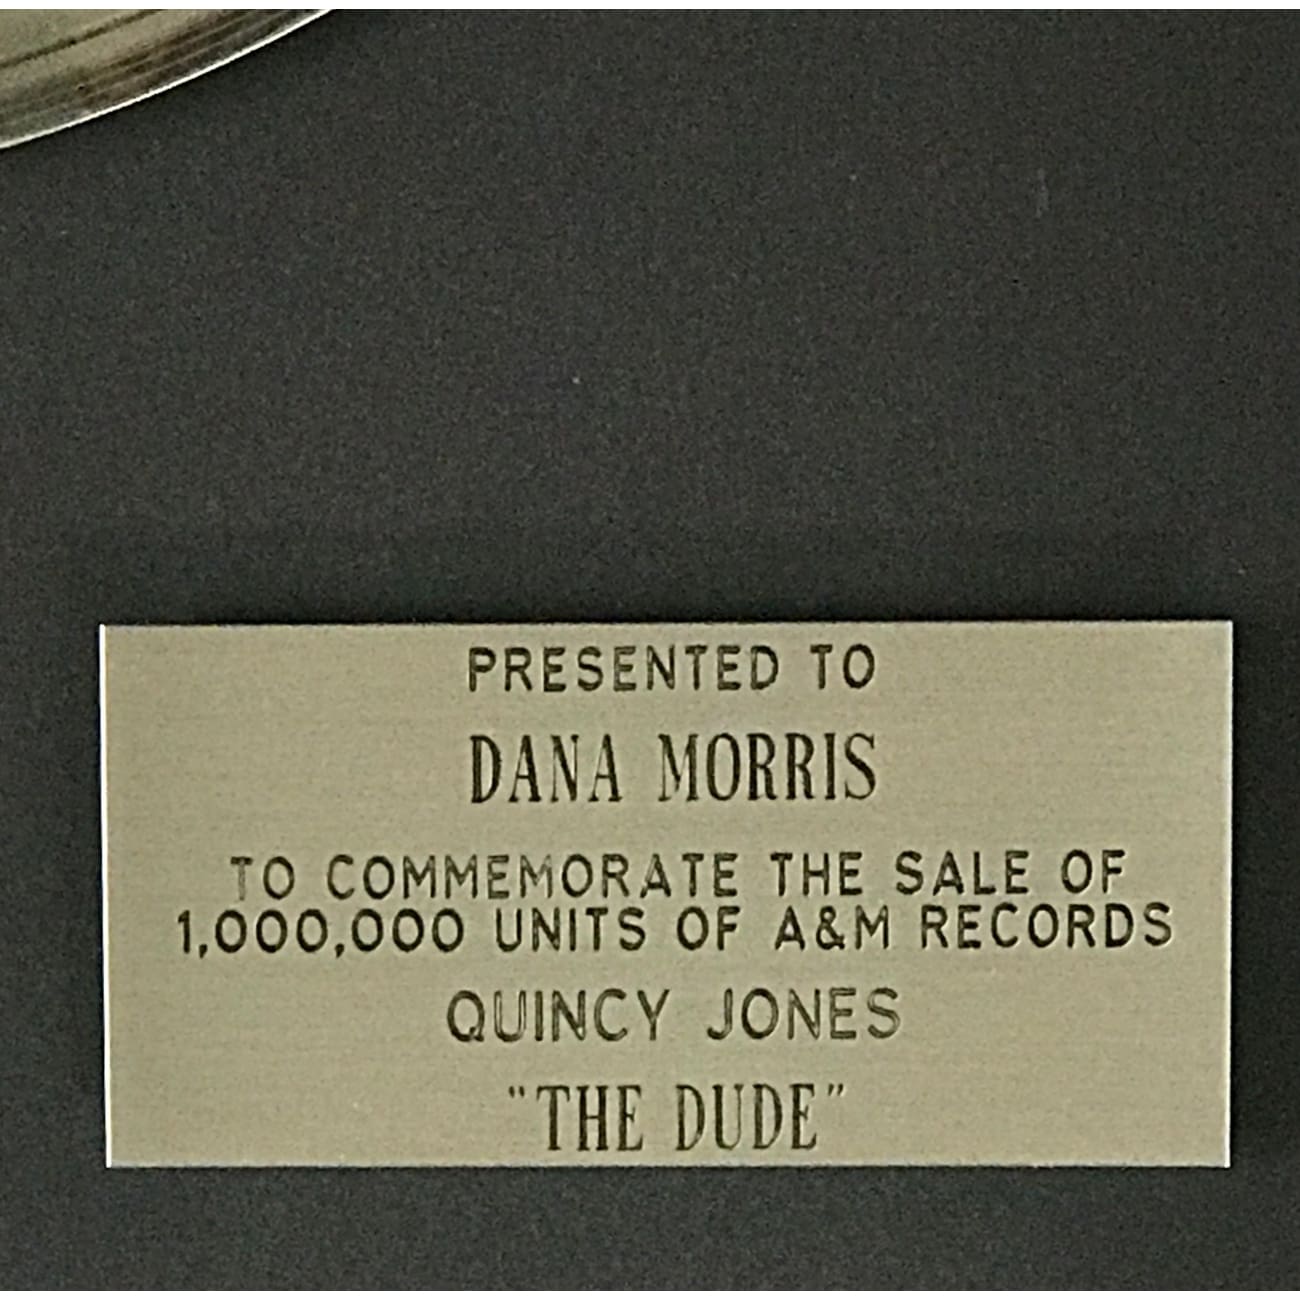 PRESENTED TO
DANA MORRIS
TO COMMEMORATE THE SALE OF
1,000,000 UNITS OF A&M RECORDS
QUINCY JONES
"THE DUDE"